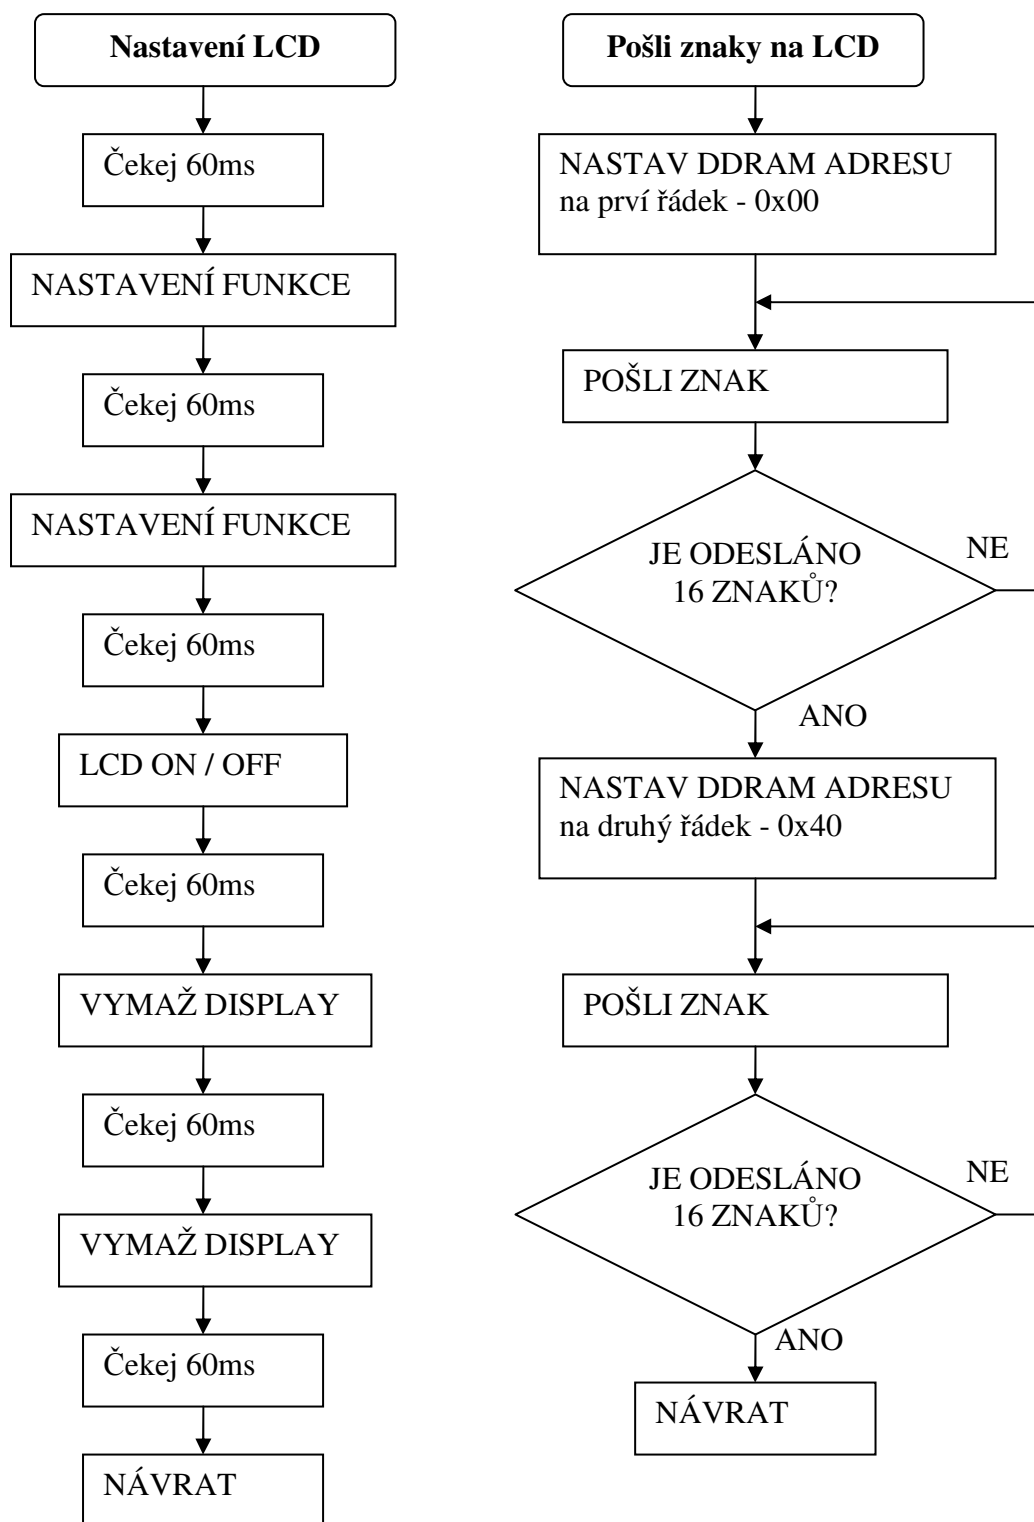 Nastavení LCD
Čekej 60ms
NASTAVENÍ FUNKCE
Čekej 60ms
NASTAVENÍ FUNKCE
Čekej 60ms
LCD ON / OFF
Čekej 60ms
VYMAŽ DISPLAY
Čekej 60ms
VYMAŽ DISPLAY
Čekej 60ms
NÁVRAT
Pošli znaky na LCD
NASTAV DDRAM ADRESU
na prví řádek - 0x00
POŠLI ZNAK
JE ODESLÁNO
16 ZNAKŮ?
NE
ANO
NASTAV DDRAM ADRESU
na druhý řádek - 0x40
POŠLI ZNAK
JE ODESLÁNO
16 ZNAKŮ?
NE
ANO
NÁVRAT